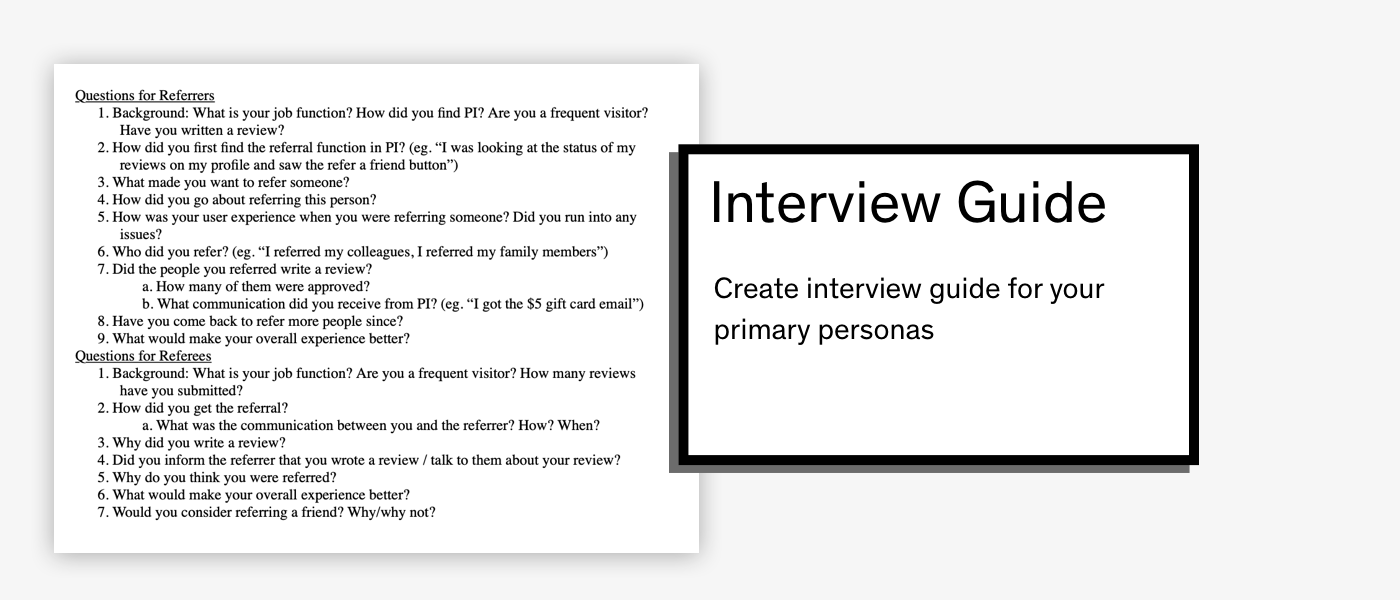 Questions for Referrers
1. Background: What is your job function? How did you find PI? Are you a frequent visitor?
Have you written a review?
2. How did you first find the referral function in PI? (eg. “I was looking at the status of my
reviews on my profile and saw the refer a friend button”)
3. What made you want to refer someone?
4. How did you go about referring this person?
5. How was your user experience when you were referring someone? Did you run into any
issues?
6. Who did you refer? (eg. “I referred my colleagues, I referred my family members”)
7. Did the people you referred write a review?
a. How many of them were approved?
b. What communication did you receive from PI? (eg. “I got the $5 gift card email”)
8. Have you come back to refer more people since?
9. What would make your overall experience better?
Questions for Referees
1. Background: What is your job function? Are you a frequent visitor? How many reviews
have you submitted?
2. How did you get the referral?
a. What was the communication between you and the referrer? How? When?
3. Why did you write a review?
4. Did you inform the referrer that you wrote a review / talk to them about your review?
5. Why do you think you were referred?
6. What would make your overall experience better?
7. Would you consider referring a friend? Why/why not?
Interview Guide
Create interview guide for your
primary personas